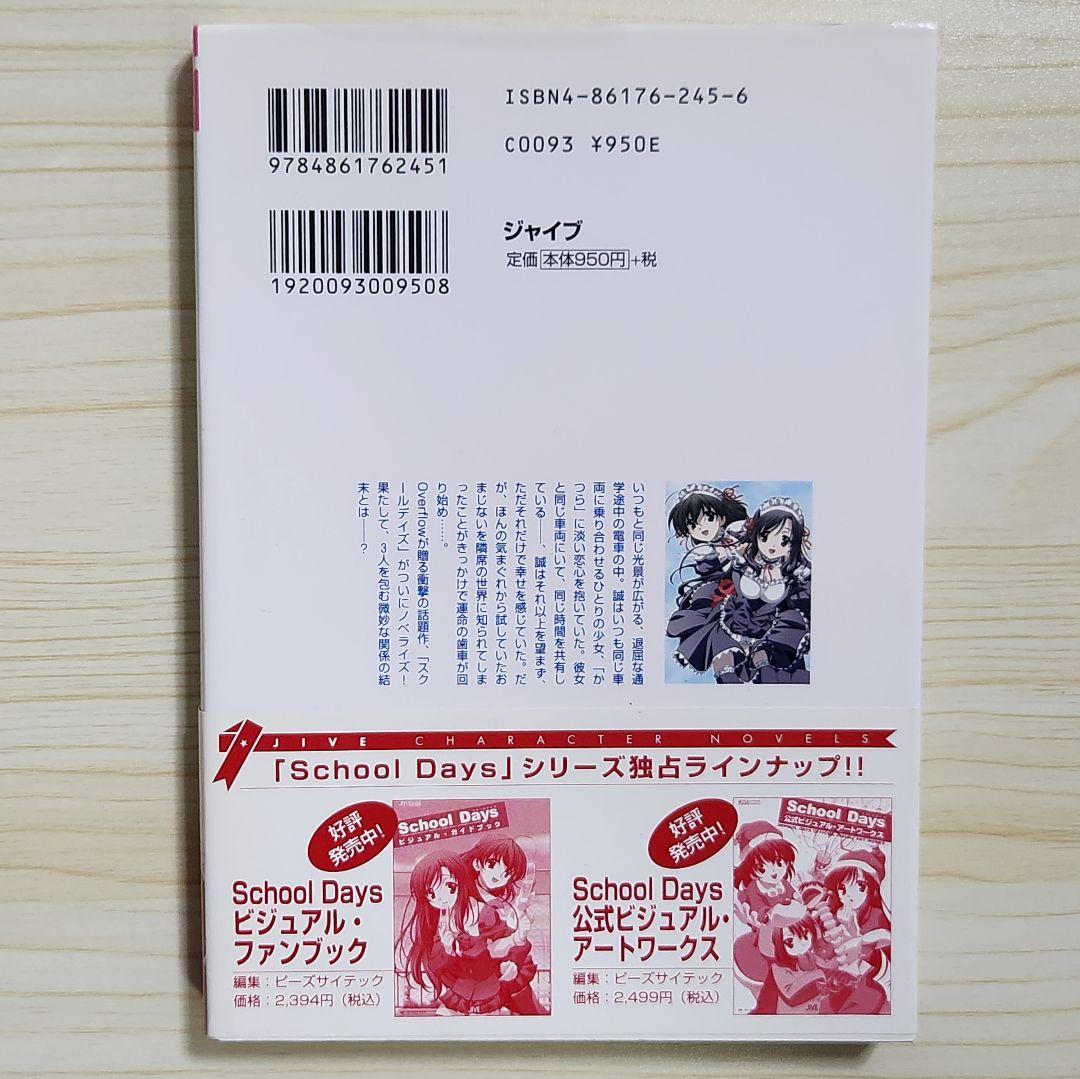 ISBN4-86176-245-6
C0093 ¥950E
9784861762451
1920093009508
ジャイブ
定価 本体950円 +税
いつもと同じ光景が広がる、退屈な通
学途中の電車の中。誠はいつも同じ車
両に乗り合わせるひとりの少女、「か
つら」に淡い恋心を抱いていた。彼女
と同じ車両にいて、同じ時間を共有し
ている――、誠はそれ以上を望まず、
ただそれだけで幸せを感じていた。だ
が、ほんの気まぐれから試していたお
まじないを隣席の世界に知られてしま
ったことがきっかけで運命の歯車が回
り始め……。
Overflowが贈る衝撃の話題作、「スク
ールデイズ」がついにノベライズ！
果たして、3人を包む微妙な関係の結
末とは――？
JIVE CHARACTER NOVELS
「School Days」シリーズ独占ラインナップ!!
好評
発売中!
School Days
ビジュアル・ガイドブック
JIVE
School Days
ビジュアル・
ファンブック
編集：ピーズサイテック
価格：2,394円（税込）
好評
発売中!
School Days
公式ビジュアル・アートワークス
JIVE
School Days
公式ビジュアル・
アートワークス
編集：ピーズサイテック
価格：2,499円（税込）